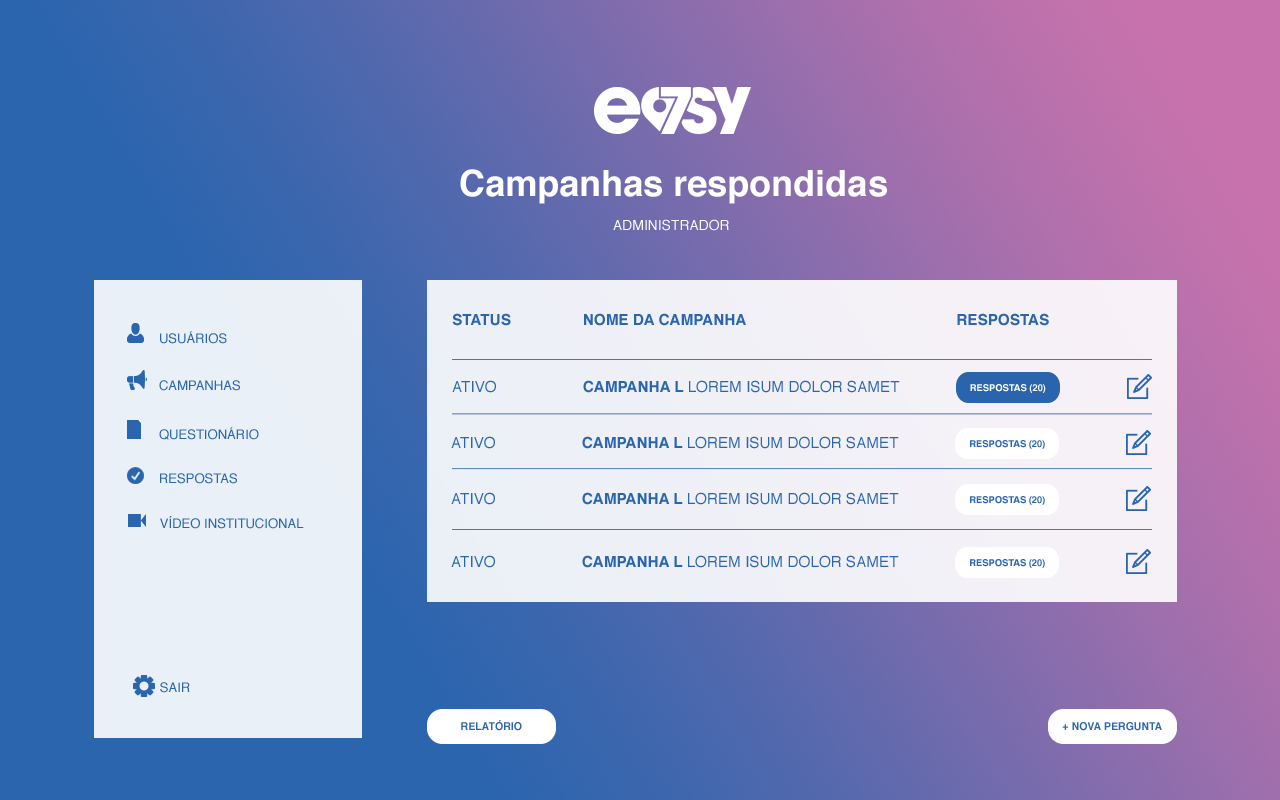 easy
Campanhas respondidas
ADMINISTRADOR
USUÁRIOS
CAMPANHAS
QUESTIONÁRIO
RESPOSTAS
VÍDEO INSTITUCIONAL
SAIR
STATUS NOME DA CAMPANHA RESPOSTAS
ATIVO CAMPANHA L LOREM ISUM DOLOR SAMET RESPOSTAS (20)
ATIVO CAMPANHA L LOREM ISUM DOLOR SAMET RESPOSTAS (20)
ATIVO CAMPANHA L LOREM ISUM DOLOR SAMET RESPOSTAS (20)
ATIVO CAMPANHA L LOREM ISUM DOLOR SAMET RESPOSTAS (20)
RELATÓRIO + NOVA PERGUNTA